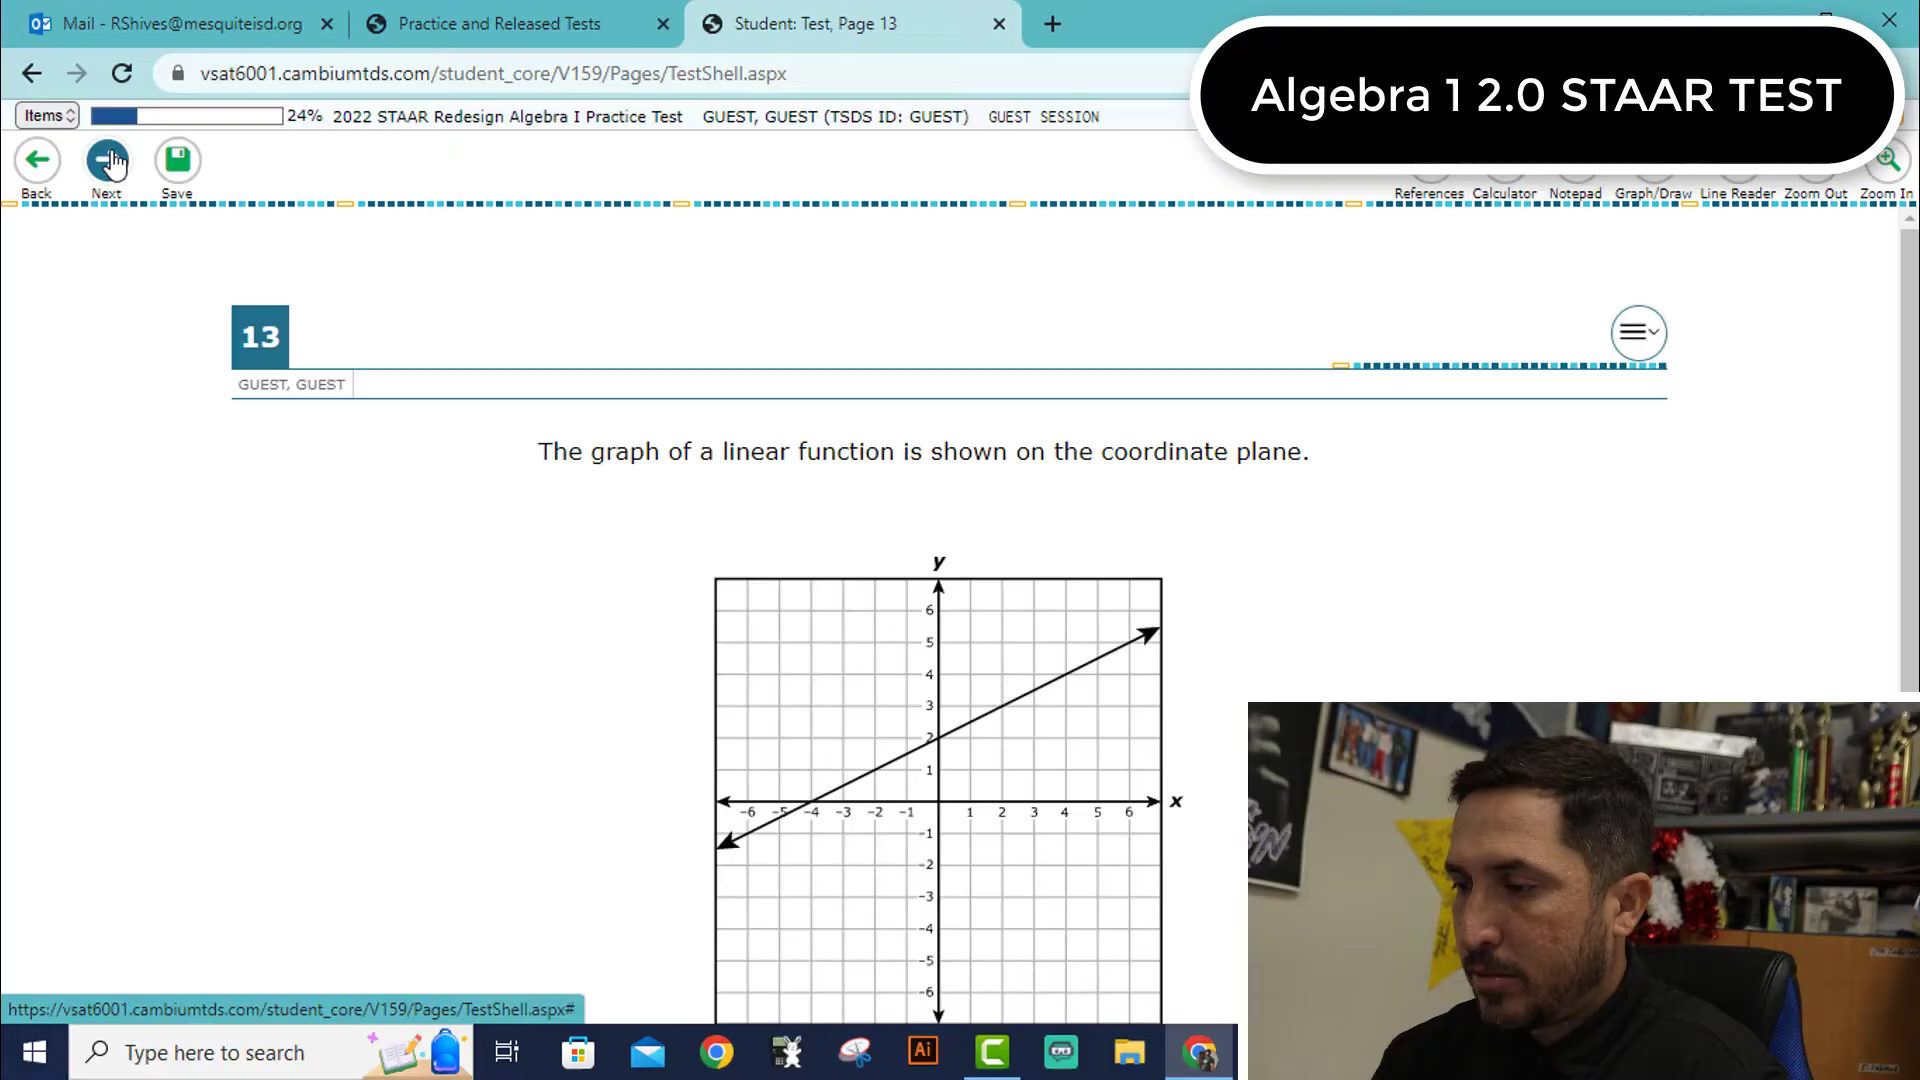 Mail - RShives@mesquiteisd.org
Practice and Released Tests
Student: Test, Page 13
vsat6001.cambiumtds.com/student_core/V159/Pages/TestShell.aspx
Algebra 1 2.0 STAAR TEST
Items
24%
2022 STAAR Redesign Algebra I Practice Test
GUEST, GUEST (TSDS ID: GUEST)
GUEST SESSION
Back
Next
Save
References
Calculator
Notepad
Graph/Draw
Line Reader
Zoom Out
Zoom In
13
GUEST, GUEST
The graph of a linear function is shown on the coordinate plane.
y
6
5
4
3
2
1
-6 -5 -4 -3 -2 -1 1 2 3 4 5 6
x
-1
-2
-3
-4
-5
-6
https://vsat6001.cambiumtds.com/student_core/V159/Pages/TestShell.aspx#
Type here to search
Ai